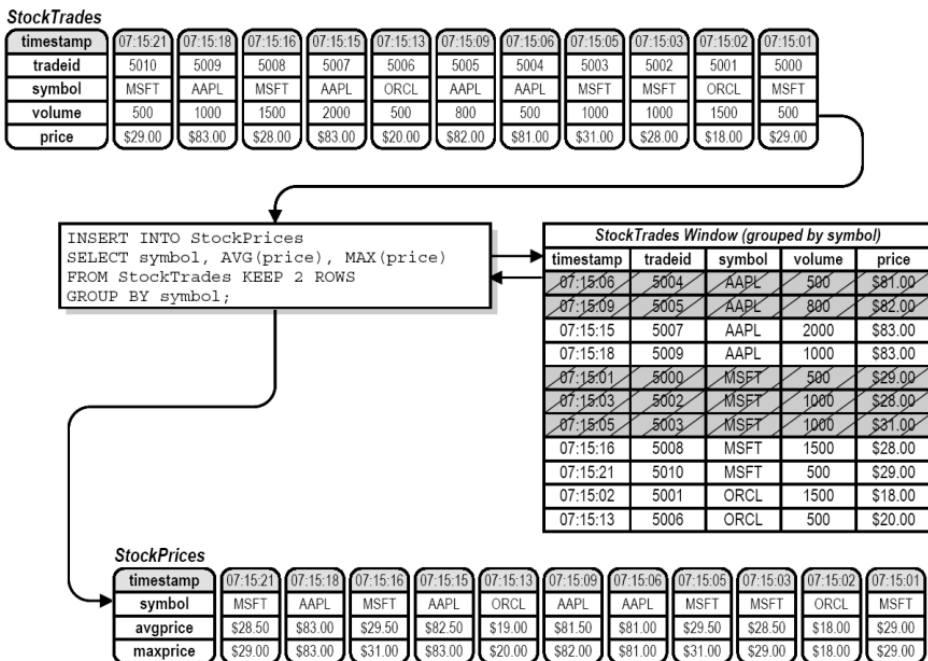 StockTrades
timestamp 07:15:21 07:15:18 07:15:16 07:15:15 07:15:13 07:15:09 07:15:06 07:15:05 07:15:03 07:15:02 07:15:01
tradeid 5010 5009 5008 5007 5006 5005 5004 5003 5002 5001 5000
symbol MSFT AAPL MSFT AAPL ORCL AAPL AAPL MSFT MSFT ORCL MSFT
volume 500 1000 1500 2000 500 800 500 1000 1000 1500 500
price $29.00 $83.00 $28.00 $83.00 $20.00 $82.00 $81.00 $31.00 $28.00 $18.00 $29.00
INSERT INTO StockPrices
SELECT symbol, AVG(price), MAX(price)
FROM StockTrades KEEP 2 ROWS
GROUP BY symbol;
StockTrades Window (grouped by symbol)
timestamp tradeid symbol volume price
07:15:06 5004 AAPL 500 $81.00
07:15:09 5005 AAPL 800 $82.00
07:15:15 5007 AAPL 2000 $83.00
07:15:18 5009 AAPL 1000 $83.00
07:15:01 5000 MSFT 500 $29.00
07:15:03 5002 MSFT 1000 $28.00
07:15:05 5003 MSFT 1000 $31.00
07:15:16 5008 MSFT 1500 $28.00
07:15:21 5010 MSFT 500 $29.00
07:15:02 5001 ORCL 1500 $18.00
07:15:13 5006 ORCL 500 $20.00
StockPrices
timestamp 07:15:21 07:15:18 07:15:16 07:15:15 07:15:13 07:15:09 07:15:06 07:15:05 07:15:03 07:15:02 07:15:01
symbol MSFT AAPL MSFT AAPL ORCL AAPL AAPL MSFT MSFT ORCL MSFT
avgprice $28.50 $83.00 $29.50 $82.50 $19.00 $81.50 $81.00 $29.50 $28.50 $18.00 $29.00
maxprice $29.00 $83.00 $31.00 $83.00 $20.00 $82.00 $81.00 $31.00 $29.00 $18.00 $29.00